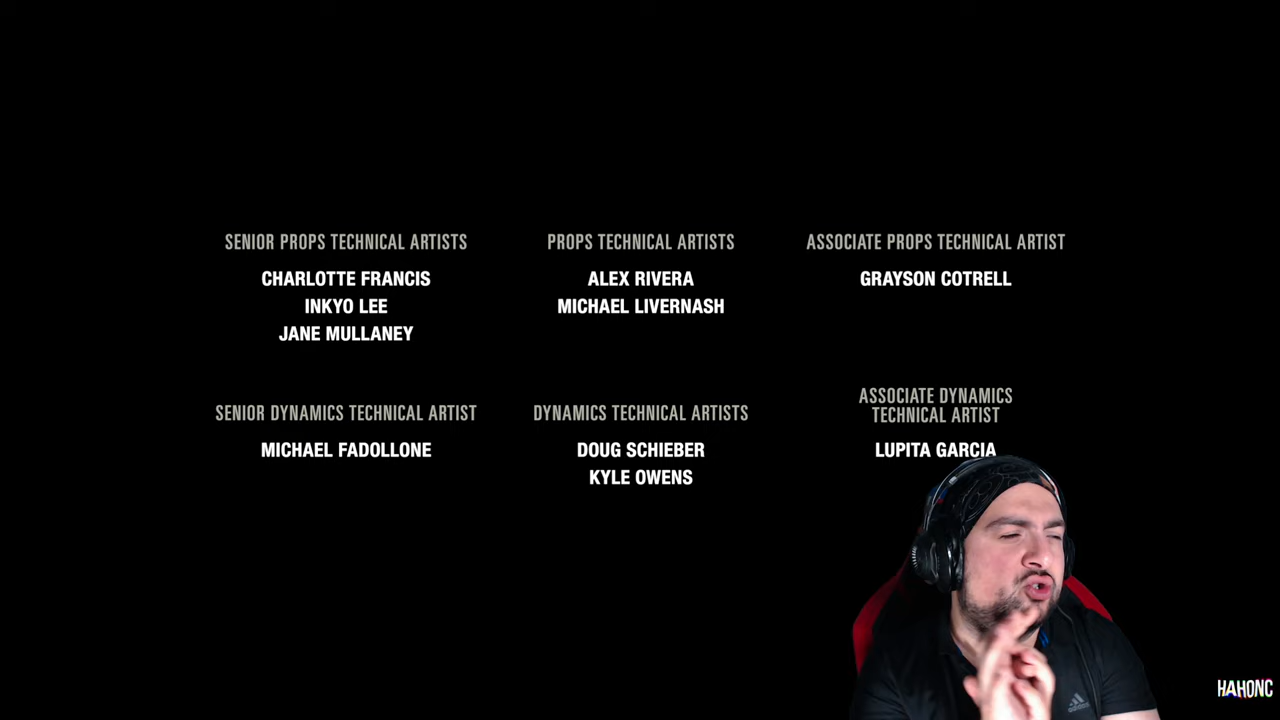 SENIOR PROPS TECHNICAL ARTISTS
CHARLOTTE FRANCIS
INKYO LEE
JANE MULLANEY
PROPS TECHNICAL ARTISTS
ALEX RIVERA
MICHAEL LIVERNASH
ASSOCIATE PROPS TECHNICAL ARTIST
GRAYSON COTRELL
SENIOR DYNAMICS TECHNICAL ARTIST
MICHAEL FADOLLONE
DYNAMICS TECHNICAL ARTISTS
DOUG SCHIEBER
KYLE OWENS
ASSOCIATE DYNAMICS
TECHNICAL ARTIST
LUPITA GARCIA
adidas
HAHONC